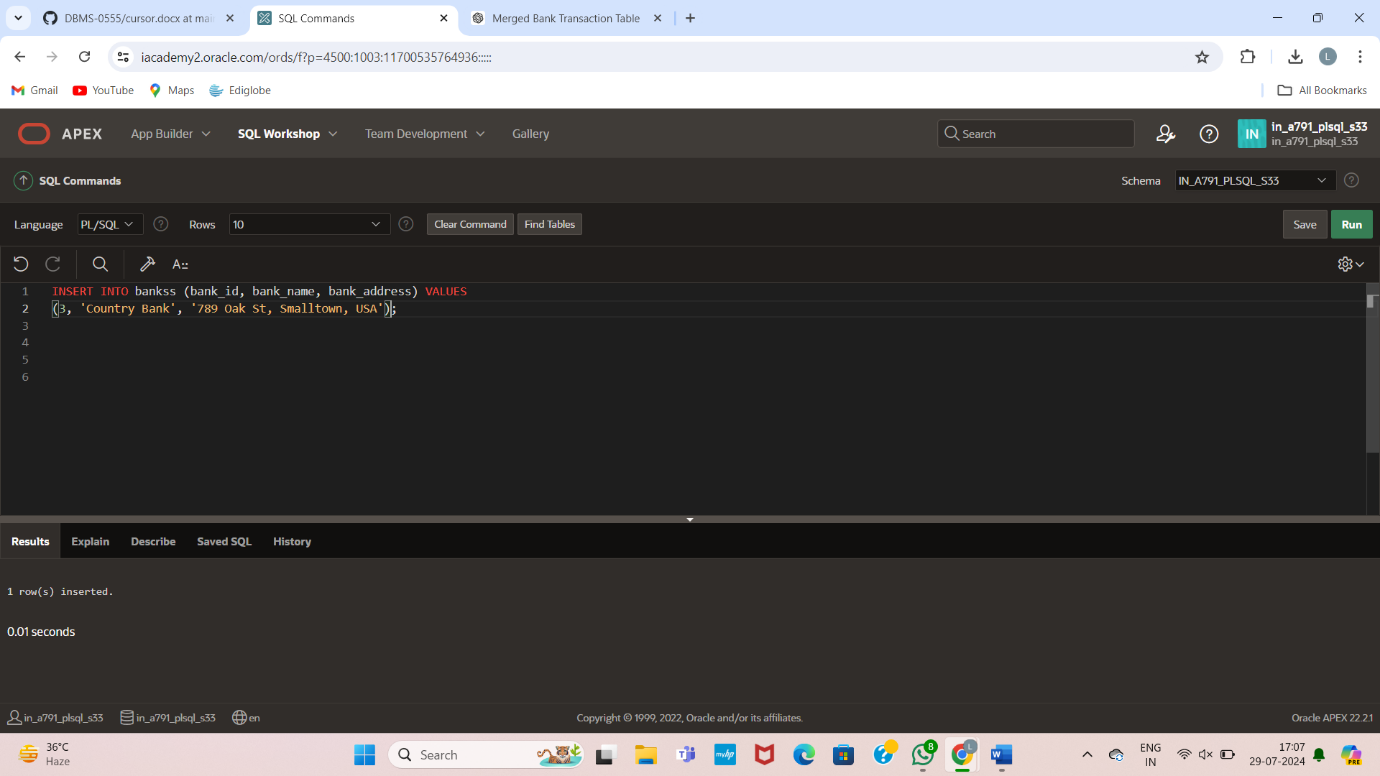 DBMS-0555/cursor.docx at mai
SQL Commands
Merged Bank Transaction Table
iacademy2.oracle.com/ords/f?p=4500:1003:11700535764936:::::
L
Gmail
YouTube
Maps
Ediglobe
All Bookmarks
APEX
App Builder
SQL Workshop
Team Development
Gallery
Search
IN
in_a791_plsql_s33
in_a791_plsql_s33
SQL Commands
Schema
IN_A791_PLSQL_S33
Language
PL/SQL
Rows
10
Clear Command
Find Tables
Save
Run
1 INSERT INTO bankss (bank_id, bank_name, bank_address) VALUES
2 (3, 'Country Bank', '789 Oak St, Smalltown, USA');
3
4
5
6
Results
Explain
Describe
Saved SQL
History
1 row(s) inserted.
0.01 seconds
in_a791_plsql_s33
in_a791_plsql_s33
en
Copyright © 1999, 2022, Oracle and/or its affiliates.
Oracle APEX 22.2.1
36°C
Haze
Search
myhp
8
L
ENG
IN
17:07
29-07-2024
PRE